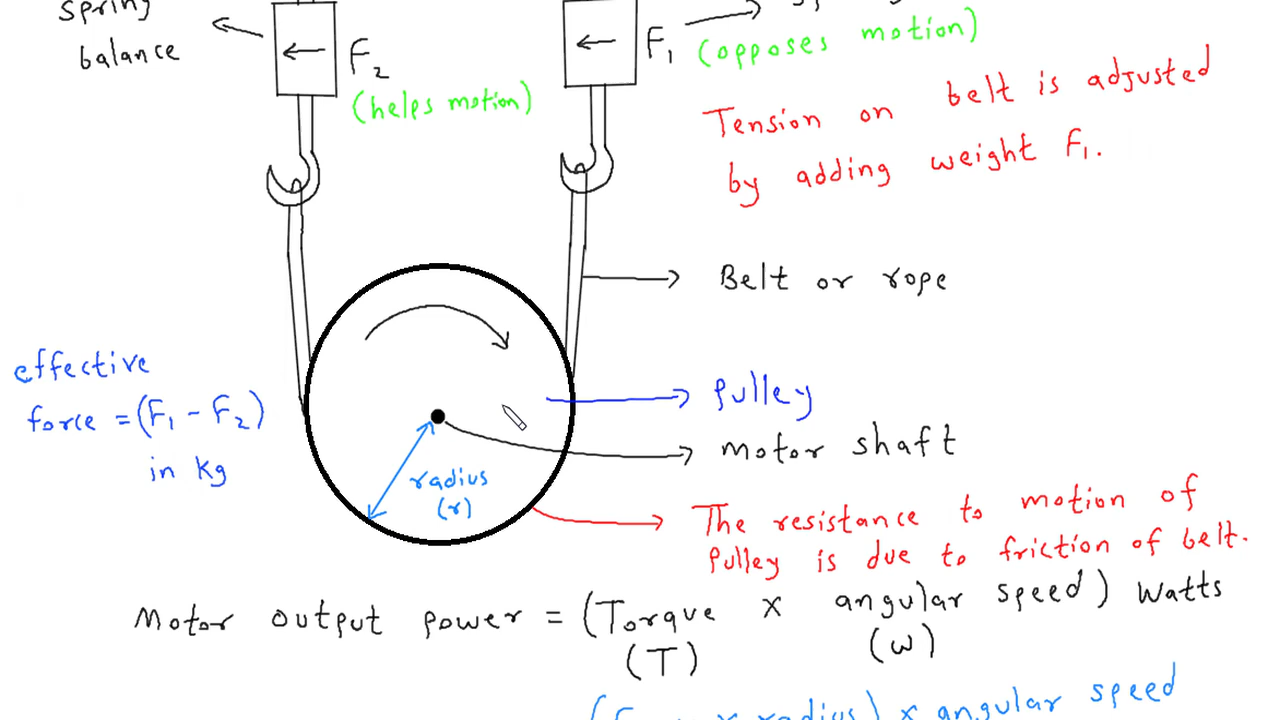 spring
balance
F2
(helps motion)
F1
(opposes motion)
Tension on belt is adjusted
by adding weight F1.
Belt or rope
effective
force = (F1 - F2)
in kg
pulley
motor shaft
radius
(r)
The resistance to motion of
pulley is due to friction of belt.
Motor output power = (Torque x angular speed) Watts
(T) (ω)
x radius) x angular speed